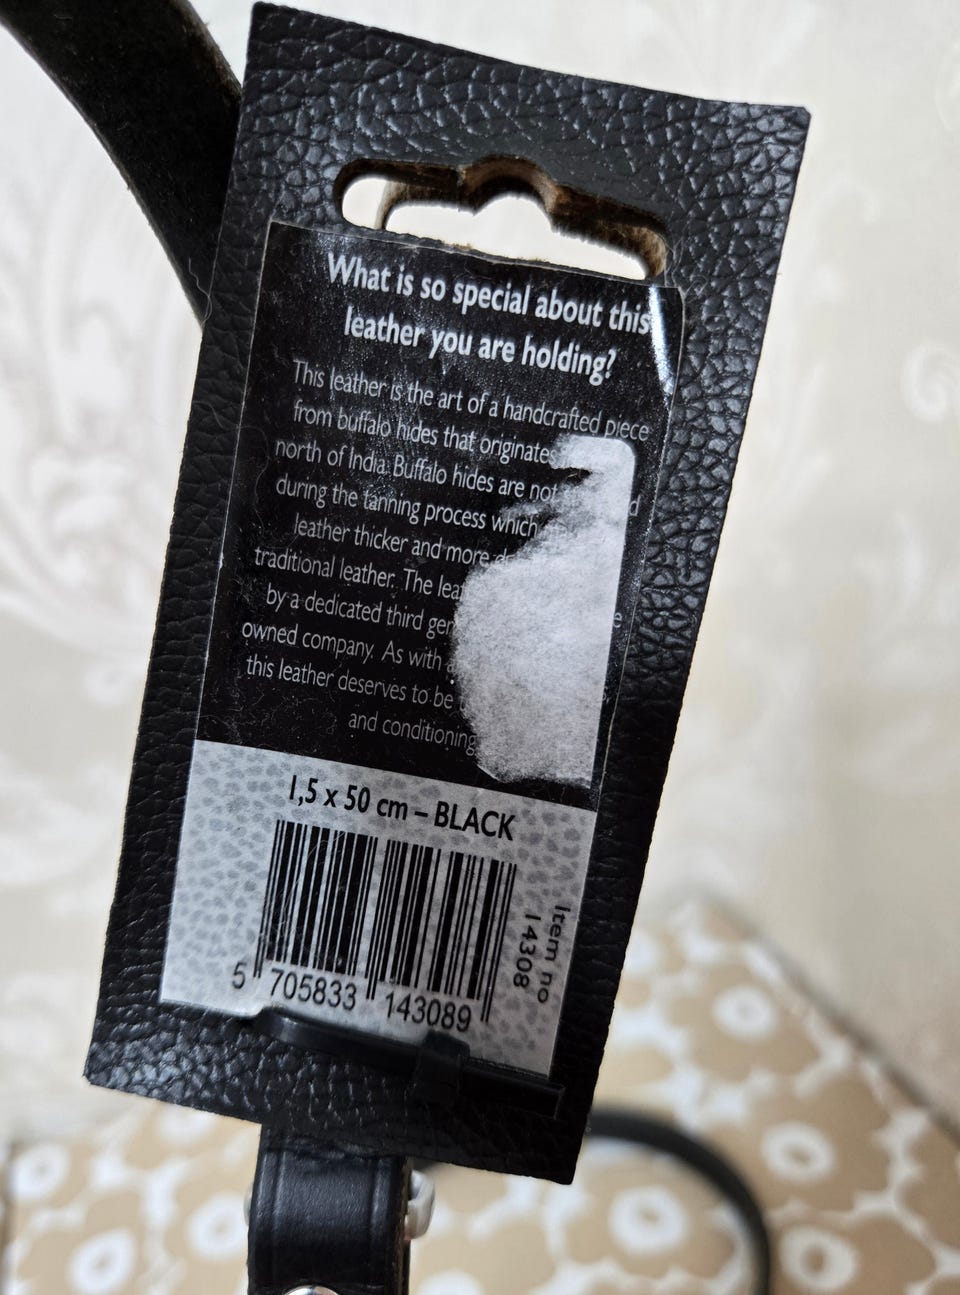 What is so special about this
leather you are holding?
This leather is the art of a handcrafted piece
from buffalo hides that originates
north of India. Buffalo hides are not
during the tanning process which
leather thicker and more
traditional leather. The
by a dedicated third
owned company. As with
this leather deserves to be
and conditioning
1,5 x 50 cm – BLACK
5 705833 143089
Item no
14308